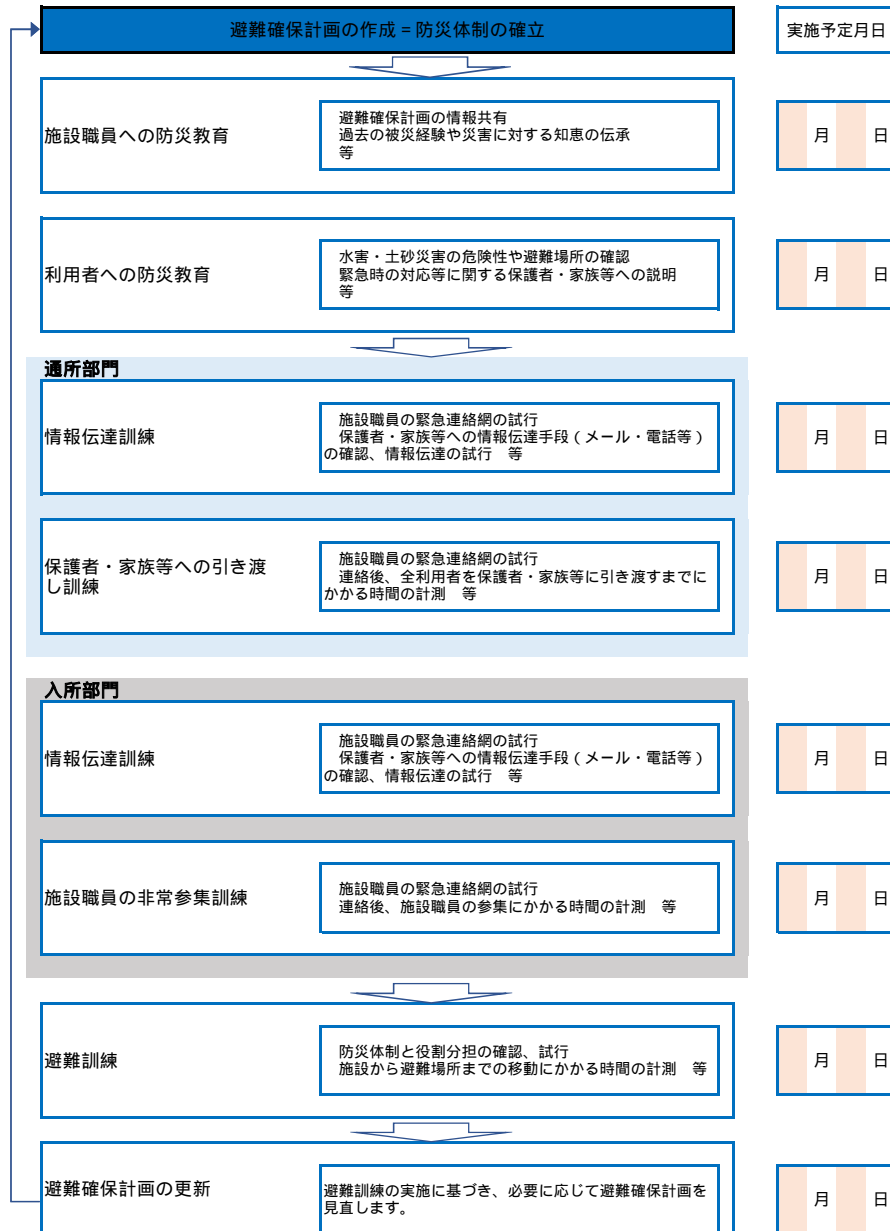 避難確保計画の作成=防災体制の確立
実施予定月日
施設職員への防災教育
避難確保計画の情報共有
過去の被災経験や災害に対する知恵の伝承
等
月 日
利用者への防災教育
水害・土砂災害の危険性や避難場所の確認
緊急時の対応等に関する保護者・家族等への説明
等
月 日
通所部門
情報伝達訓練
施設職員の緊急連絡網の試行
保護者・家族等への情報伝達手段(メール・電話等)
の確認、情報伝達の試行 等
月 日
保護者・家族等への引き渡
し訓練
施設職員の緊急連絡網の試行
連絡後、全利用者を保護者・家族等に引き渡すまでに
かかる時間の計測 等
月 日
入所部門
情報伝達訓練
施設職員の緊急連絡網の試行
保護者・家族等への情報伝達手段(メール・電話等)
の確認、情報伝達の試行 等
月 日
施設職員の非常参集訓練
施設職員の緊急連絡網の試行
連絡後、施設職員の参集にかかる時間の計測 等
月 日
避難訓練
防災体制と役割分担の確認、試行
施設から避難場所までの移動にかかる時間の計測 等
月 日
避難確保計画の更新
避難訓練の実施に基づき、必要に応じて避難確保計画を
見直します。
月 日